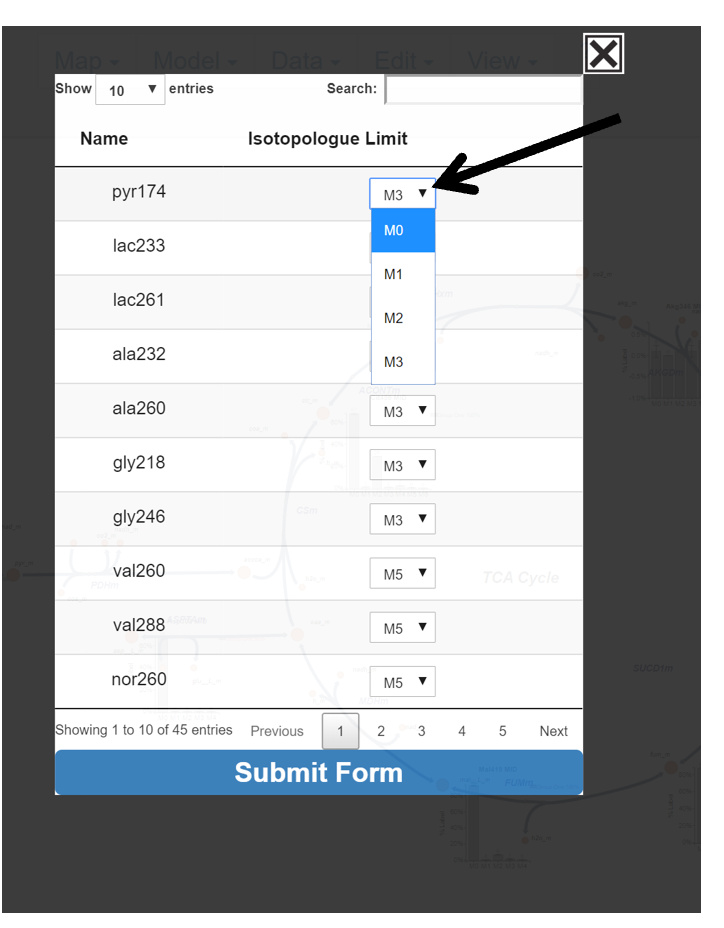 Map Model Data Edit View
Show 10 entries Search:
Name Isotopologue Limit
pyr174 M3
M0
lac233
M1
lac261
M2
ala232
M3
ala260 M3
gly218 M3
gly246 M3
val260 M5
TCA Cycle
val288 M5
nor260 M5
Showing 1 to 10 of 45 entries Previous 1 2 3 4 5 Next
Submit Form